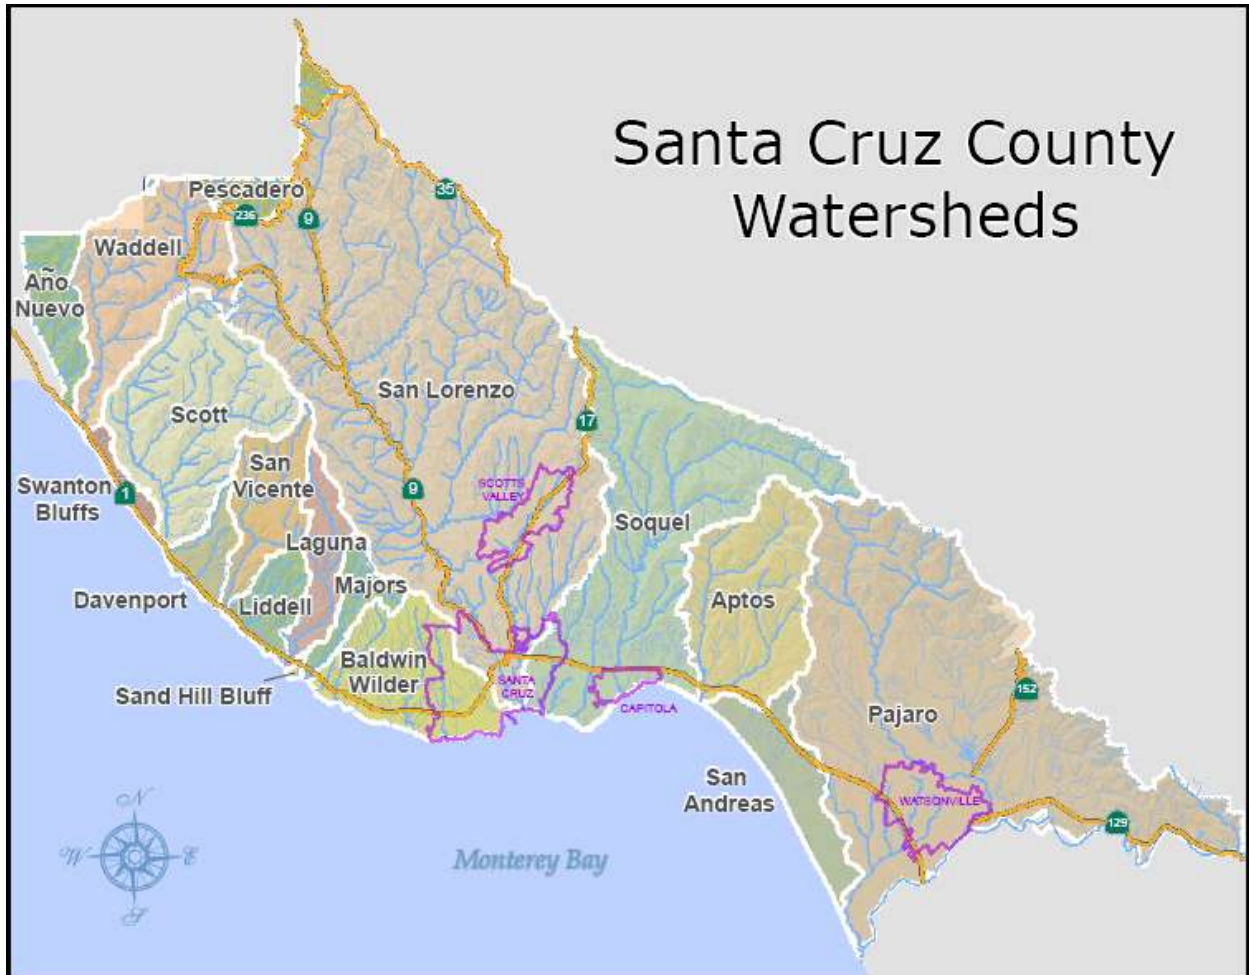 Santa Cruz County
Watersheds
Pescadero
35
236
9
Waddell
Año
Nuevo
San Lorenzo
Scott
17
San
Vicente
SCOTTS
VALLEY
9
Swanton
Bluffs
1
Soquel
Laguna
Majors
Davenport
Liddell
Aptos
Baldwin
Wilder
SANTA
CRUZ
Sand Hill Bluff
CAPITOLA
152
Pajaro
San
Andreas
WATSONVILLE
129
N
W
E
S
Monterey Bay